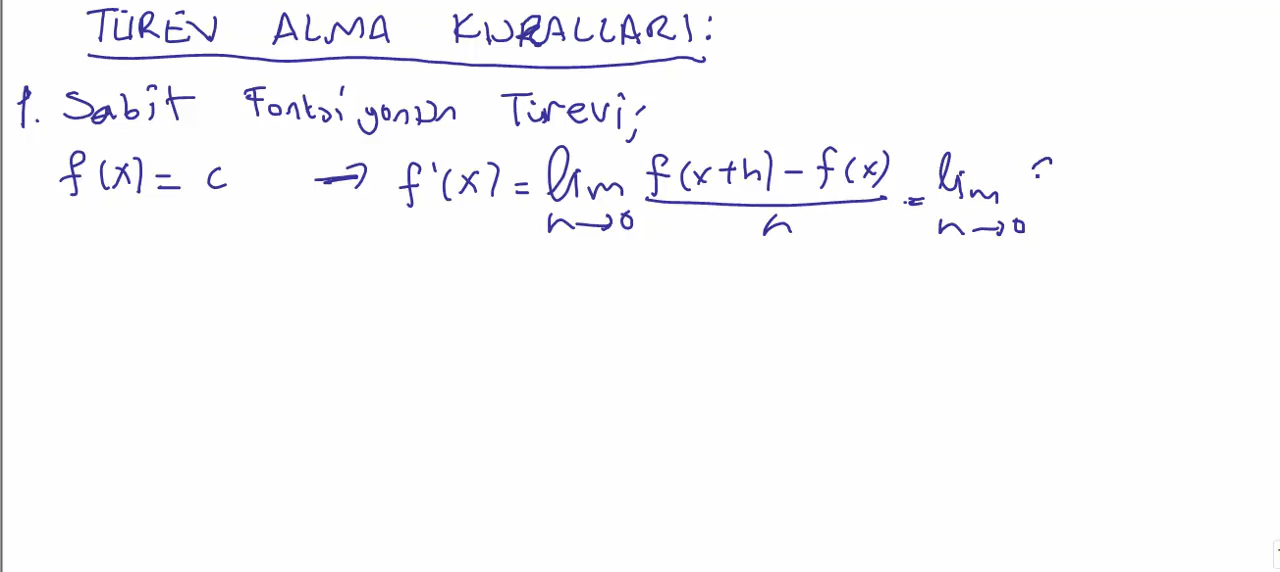 TÜREV ALMA KURALLARI:
1. Sabit Fonksiyonun Türevi;
f(x) = c → f'(x) = lim h→0 f(x+h) - f(x) / h = lim h→0